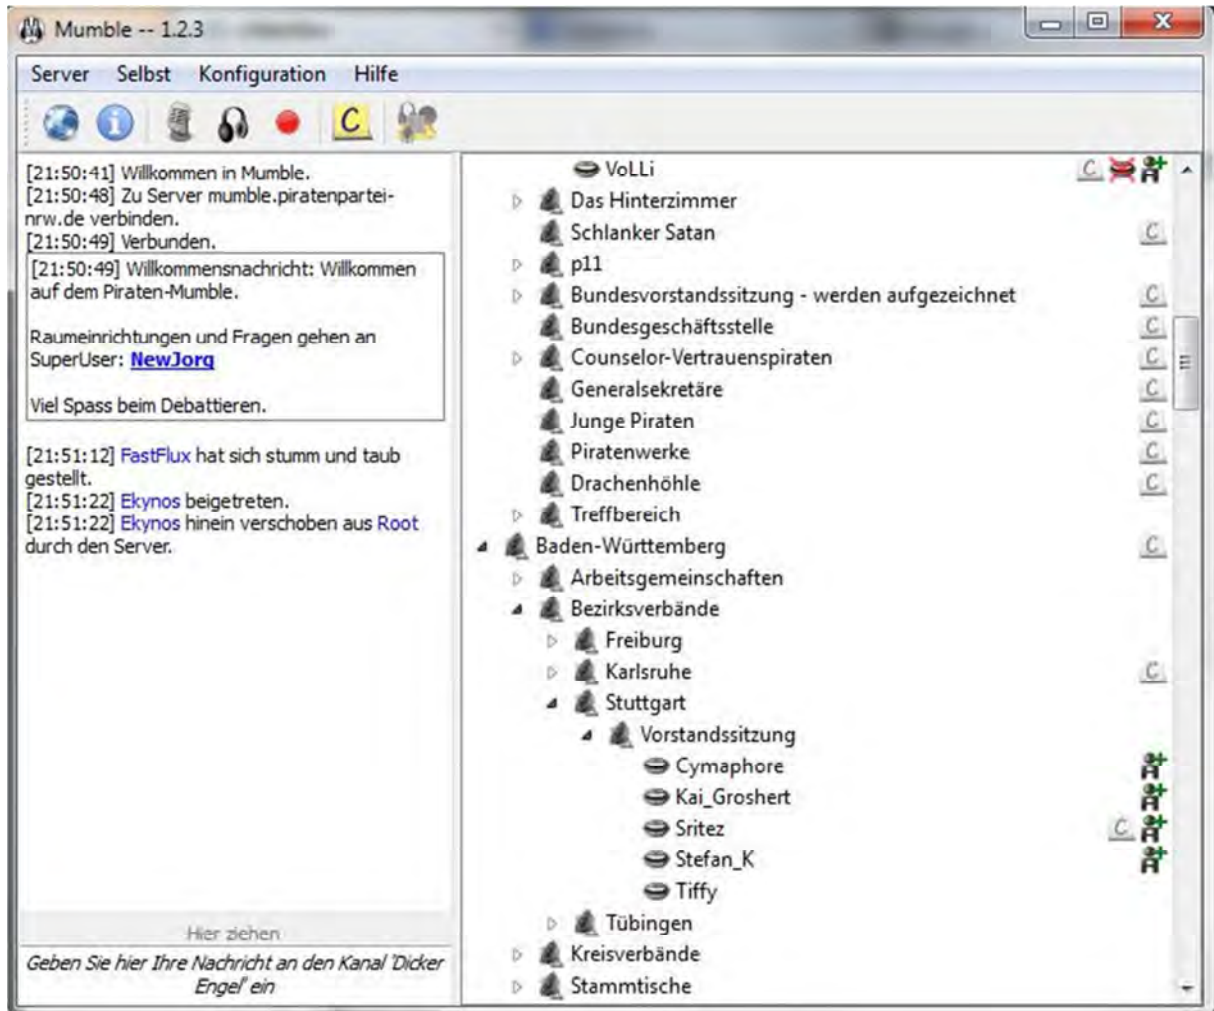 Mumble -- 1.2.3
Server Selbst Konfiguration Hilfe
C
[21:50:41] Willkommen in Mumble.
[21:50:48] Zu Server mumble.piratenpartei-
nrw.de verbinden.
[21:50:49] Verbunden.
[21:50:49] Willkommensnachricht: Willkommen
auf dem Piraten-Mumble.
Raumeinrichtungen und Fragen gehen an
SuperUser: NewJorg
Viel Spass beim Debattieren.
[21:51:12] FastFlux hat sich stumm und taub
gestellt.
[21:51:22] Ekynos beigetreten.
[21:51:22] Ekynos hinein verschoben aus Root
durch den Server.
Hier ziehen
Geben Sie hier Ihre Nachricht an den Kanal 'Dicker
Engel' ein
VoLLi C
Das Hinterzimmer
Schlanker Satan C
p11
Bundesvorstandssitzung - werden aufgezeichnet C
Bundesgeschäftsstelle C
Counselor-Vertrauenspiraten C
Generalsekretäre C
Junge Piraten C
Piratenwerke C
Drachenhöhle C
Treffbereich
Baden-Württemberg C
Arbeitsgemeinschaften
Bezirksverbände
Freiburg
Karlsruhe C
Stuttgart
Vorstandssitzung
Cymaphore
Kai_Groshert
Sritez C
Stefan_K
Tiffy
Tübingen
Kreisverbände
Stammtische